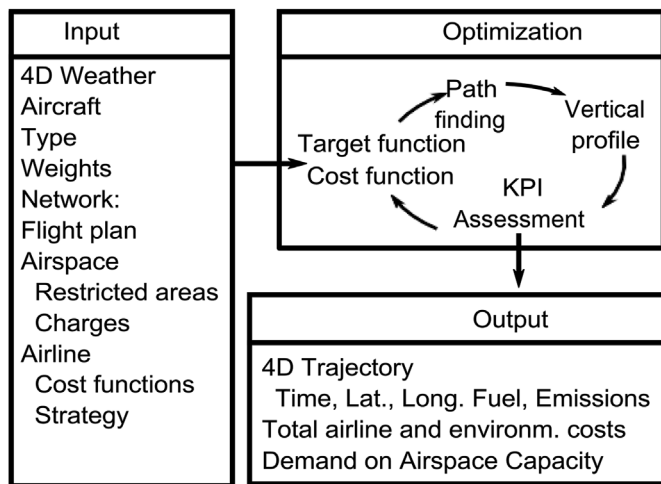 Input
4D Weather
Aircraft
Type
Weights
Network:
Flight plan
Airspace
Restricted areas
Charges
Airline
Cost functions
Strategy
Optimization
Path
finding
Vertical
profile
Target function
Cost function
KPI
Assessment
Output
4D Trajectory
Time, Lat., Long. Fuel, Emissions
Total airline and environm. costs
Demand on Airspace Capacity